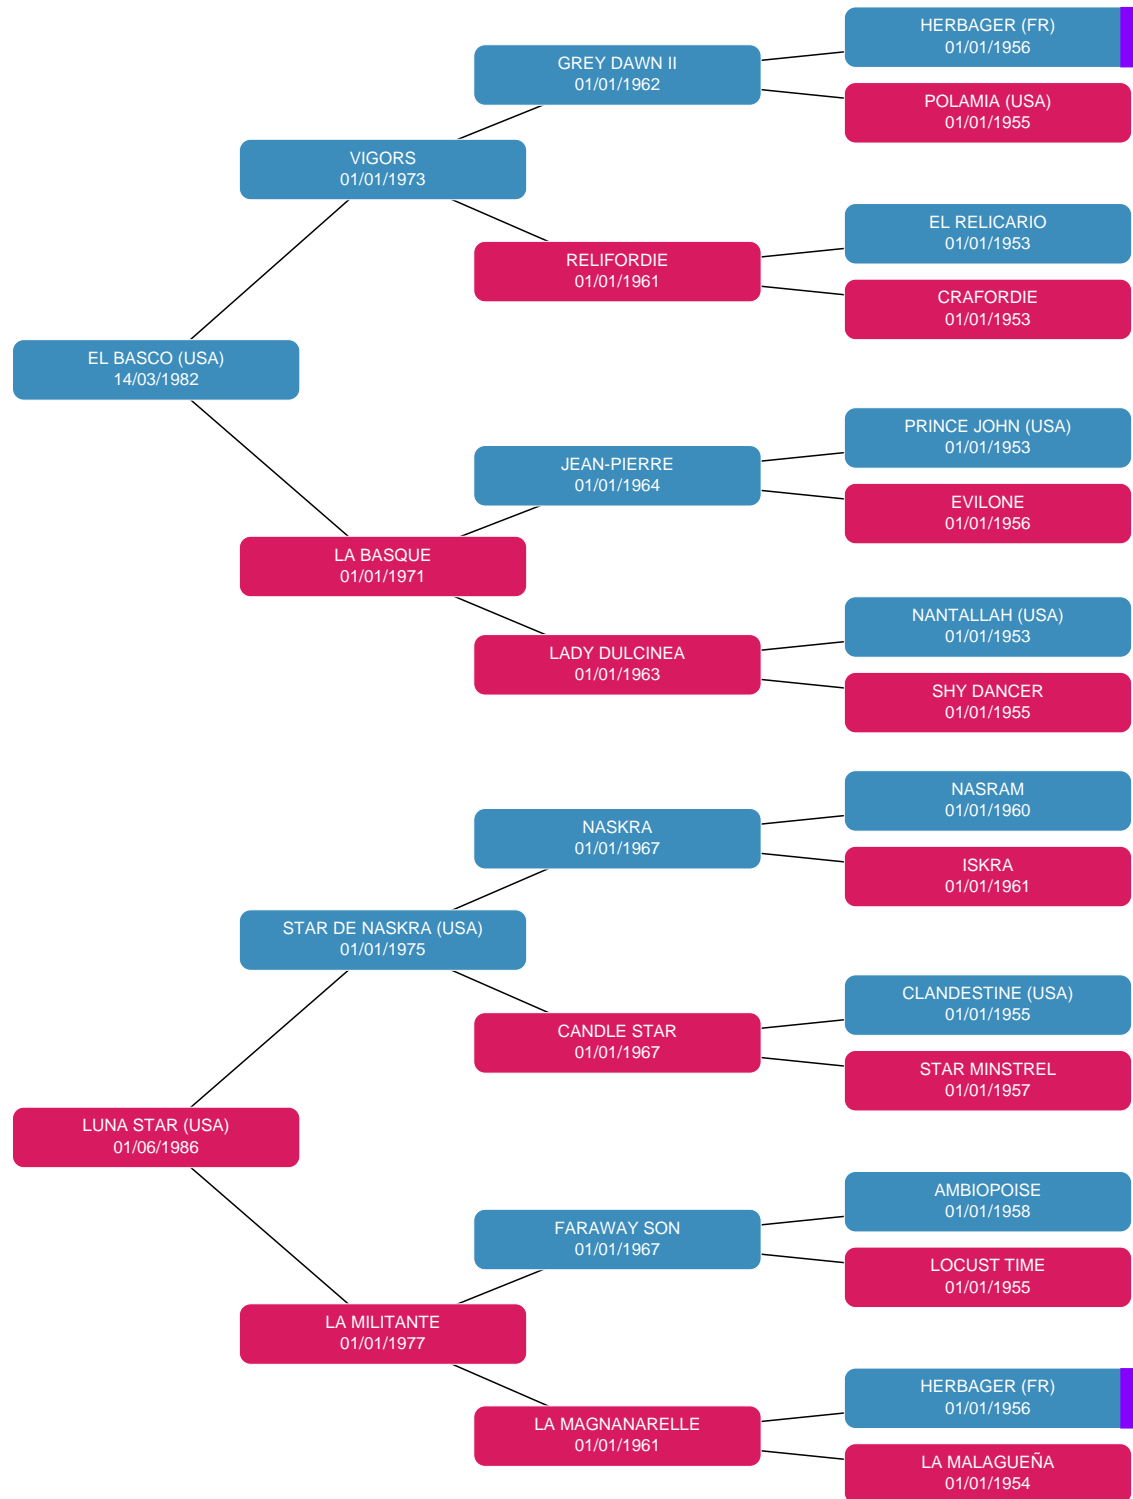 HERBAGER (FR)
01/01/1956
GREY DAWN II
01/01/1962
POLAMIA (USA)
01/01/1955
VIGORS
01/01/1973
EL RELICARIO
01/01/1953
RELIFORDIE
01/01/1961
CRAFORDIE
01/01/1953
EL BASCO (USA)
14/03/1982
PRINCE JOHN (USA)
01/01/1953
JEAN-PIERRE
01/01/1964
EVILONE
01/01/1956
LA BASQUE
01/01/1971
NANTALLAH (USA)
01/01/1953
LADY DULCINEA
01/01/1963
SHY DANCER
01/01/1955
NASRAM
01/01/1960
NASKRA
01/01/1967
ISKRA
01/01/1961
STAR DE NASKRA (USA)
01/01/1975
CLANDESTINE (USA)
01/01/1955
CANDLE STAR
01/01/1967
STAR MINSTREL
01/01/1957
LUNA STAR (USA)
01/06/1986
AMBIOPOISE
01/01/1958
FARAWAY SON
01/01/1967
LOCUST TIME
01/01/1955
LA MILITANTE
01/01/1977
HERBAGER (FR)
01/01/1956
LA MAGNANARELLE
01/01/1961
LA MALAGUEÑA
01/01/1954